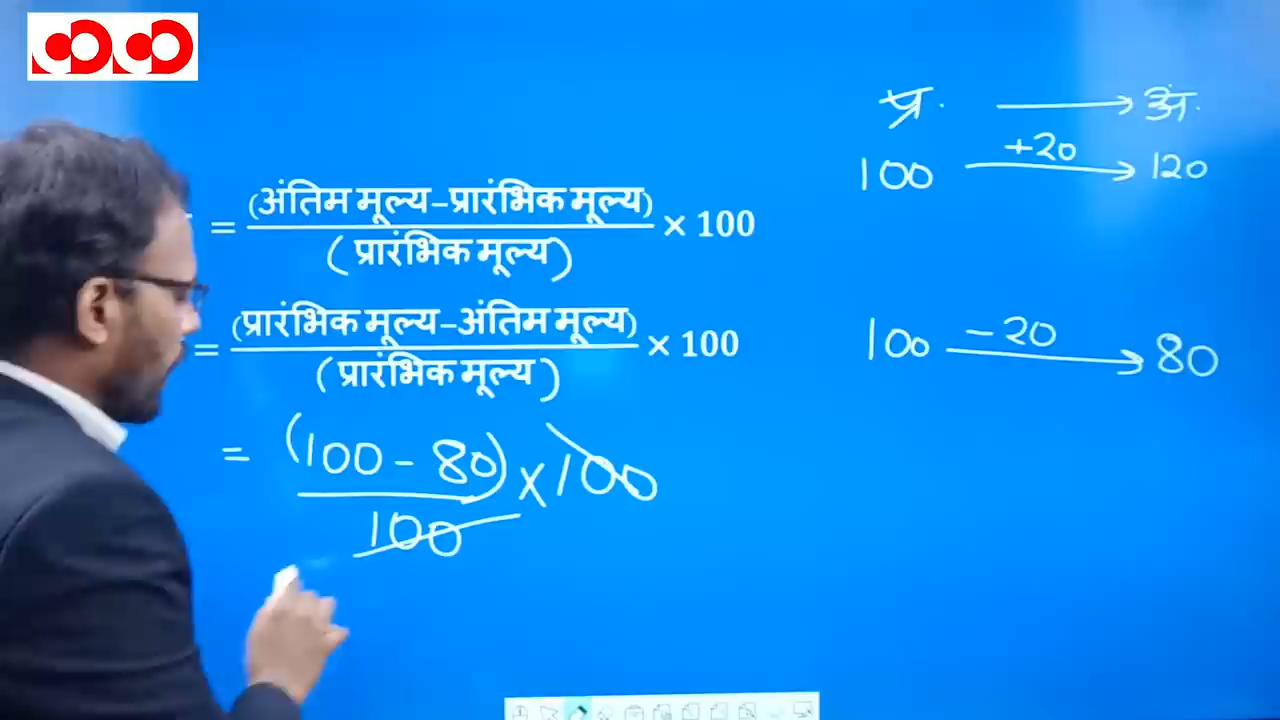 प्रा. → अं.
100 +20 → 120
= (अंतिम मूल्य-प्रारंभिक मूल्य) / (प्रारंभिक मूल्य) × 100
= (प्रारंभिक मूल्य-अंतिम मूल्य) / (प्रारंभिक मूल्य) × 100
100 -20 → 80
= (100 - 80) / 100 × 100